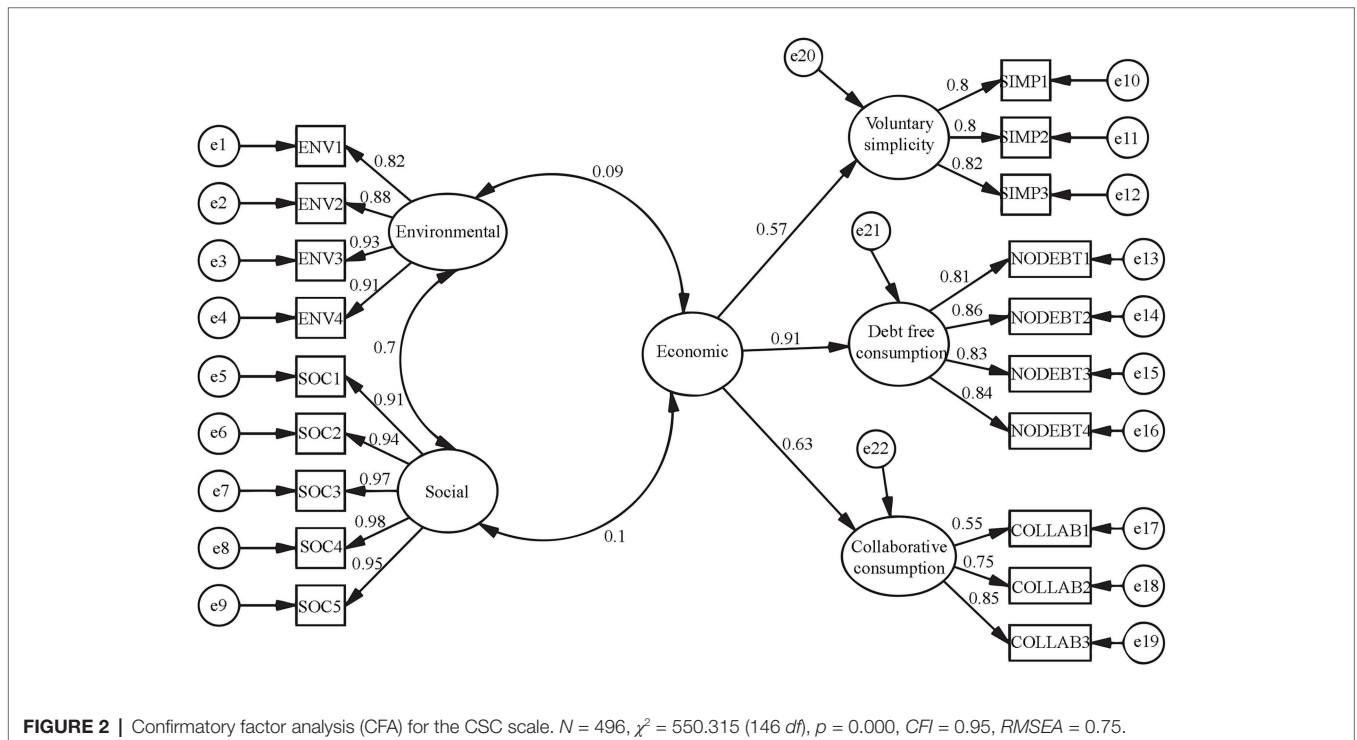 e20
SIMP1
e10
0.8
Voluntary
simplicity
0.8
SIMP2
e11
0.82
SIMP3
e12
e1
ENV1
0.82
e2
ENV2
0.88
Environmental
e3
ENV3
0.93
e4
ENV4
0.91
0.09
0.57
e21
NODEBT1
e13
0.81
NODEBT2
e14
0.86
Debt free
consumption
0.83
NODEBT3
e15
0.84
NODEBT4
e16
0.7
Economic
0.91
e5
SOC1
0.91
e6
SOC2
0.94
e7
SOC3
0.97
Social
e8
SOC4
0.98
e9
SOC5
0.95
0.1
0.63
e22
0.55
COLLAB1
e17
Collaborative
consumption
0.75
COLLAB2
e18
0.85
COLLAB3
e19
FIGURE 2 | Confirmatory factor analysis (CFA) for the CSC scale. N = 496, χ² = 550.315 (146 df), p = 0.000, CFI = 0.95, RMSEA = 0.75.